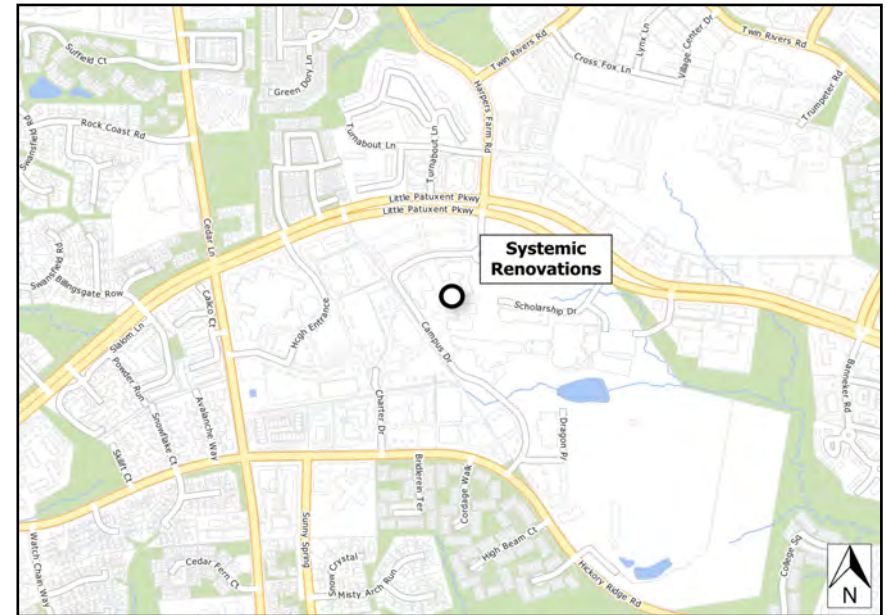 Suffield Ct
Green Dory Ln
Twin Rivers Rd
Cross Fox Ln
Lynx Ln
Village Center Dr
Twin Rivers Rd
Trumpeter Rd
Harpers Farm Rd
Swansfield Rd
Rock Coast Rd
Turnabout Ln
Turnabout Ln
Little Patuxent Pkwy
Little Patuxent Pkwy
Cedar Ln
Systemic
Renovations
Swansfield Rd
Billingsgate Row
Slalom Ln
Calico Ct
Hcgh Entrance
Scholarship Dr
Campus Dr
Banneker Rd
Powder Run
Snowflake Ct
Avalanche Way
Skilift Ct
Charter Dr
Dragon Pl
Bridlerein Ter
Cordage Walk
Sunny Spring
High Beam Ct
Watch Chain Way
Cedar Fern Ct
Snow Crystal
Misty Arch Run
Hickory Ridge Rd
College Sq
N